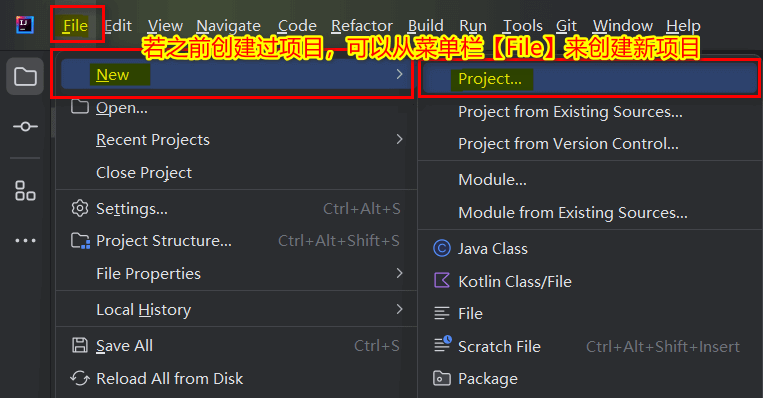 File Edit View Navigate Code Refactor Build Run Tools Git Window Help
若之前创建过项目，可以从菜单栏【File】来创建新项目
New
Open...
Recent Projects
Close Project
Settings... Ctrl+Alt+S
Project Structure... Ctrl+Alt+Shift+S
File Properties
Local History
Save All Ctrl+S
Reload All from Disk
Project...
Project from Existing Sources...
Project from Version Control...
Module...
Module from Existing Sources...
Java Class
Kotlin Class/File
File
Scratch File Ctrl+Alt+Shift+Insert
Package